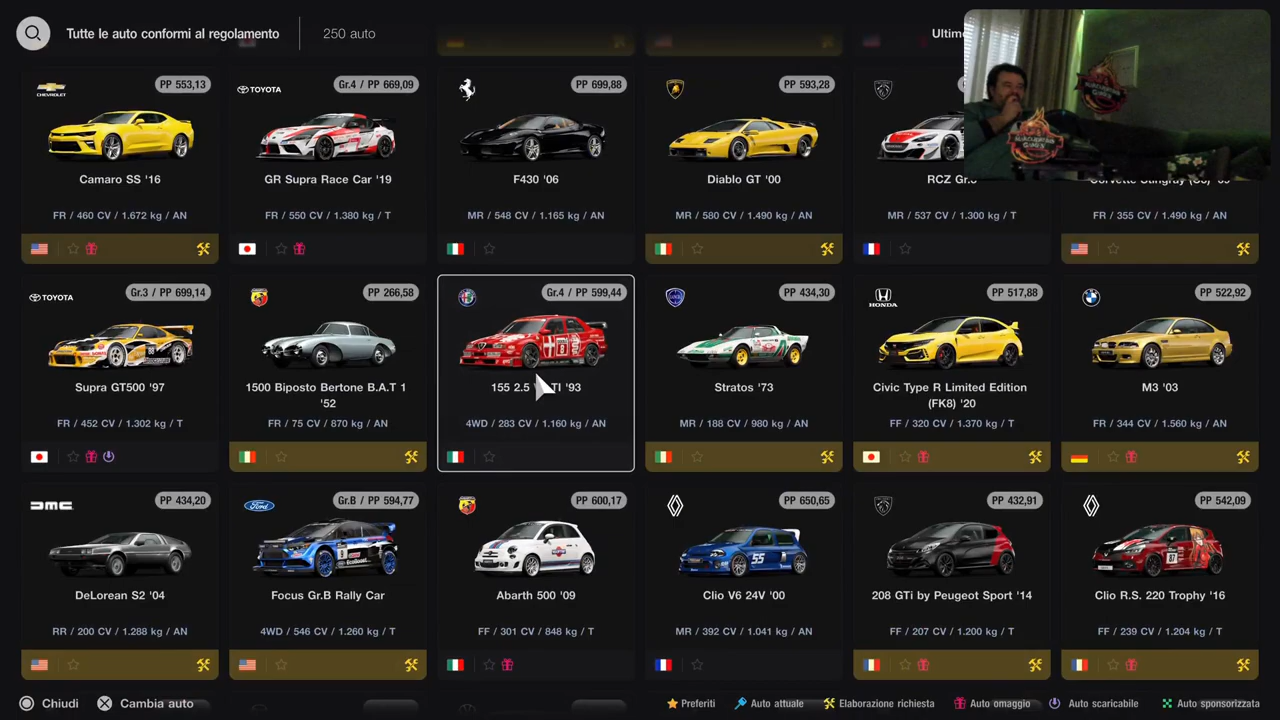 Tutte le auto conformi al regolamento
250 auto
CHEVROLET
PP 553,13
Camaro SS '16
FR / 460 CV / 1.672 kg / AN
TOYOTA
Gr.4 / PP 669,09
GR Supra Race Car '19
FR / 550 CV / 1.380 kg / T
PP 699,88
F430 '06
MR / 548 CV / 1.165 kg / AN
PP 593,28
Diablo GT '00
MR / 580 CV / 1.490 kg / AN
MR / 537 CV / 1.300 kg / T
FR / 355 CV / 1.490 kg / AN
TOYOTA
Gr.3 / PP 699,14
Supra GT500 '97
FR / 452 CV / 1.302 kg / T
PP 266,58
1500 Biposto Bertone B.A.T 1
'52
FR / 75 CV / 870 kg / AN
Gr.4 / PP 599,44
155 2.5
TI '93
4WD / 283 CV / 1.160 kg / AN
PP 434,30
Stratos '73
MR / 188 CV / 980 kg / AN
HONDA
PP 517,88
Civic Type R Limited Edition
(FK8) '20
FF / 320 CV / 1.370 kg / T
PP 522,92
M3 '03
FR / 344 CV / 1.560 kg / AN
DMC
PP 434,20
DeLorean S2 '04
RR / 200 CV / 1.288 kg / AN
Ford
Gr.B / PP 594,77
Focus Gr.B Rally Car
4WD / 546 CV / 1.260 kg / T
PP 600,17
Abarth 500 '09
FF / 301 CV / 848 kg / T
PP 650,65
55
Clio V6 24V '00
MR / 392 CV / 1.041 kg / AN
PP 432,91
208 GTi by Peugeot Sport '14
FF / 207 CV / 1.200 kg / T
PP 542,09
Clio R.S. 220 Trophy '16
FF / 239 CV / 1.204 kg / T
Chiudi
Cambia auto
Preferiti
Auto attuale
Elaborazione richiesta
Auto omaggio
Auto scaricabile
Auto sponsorizzata